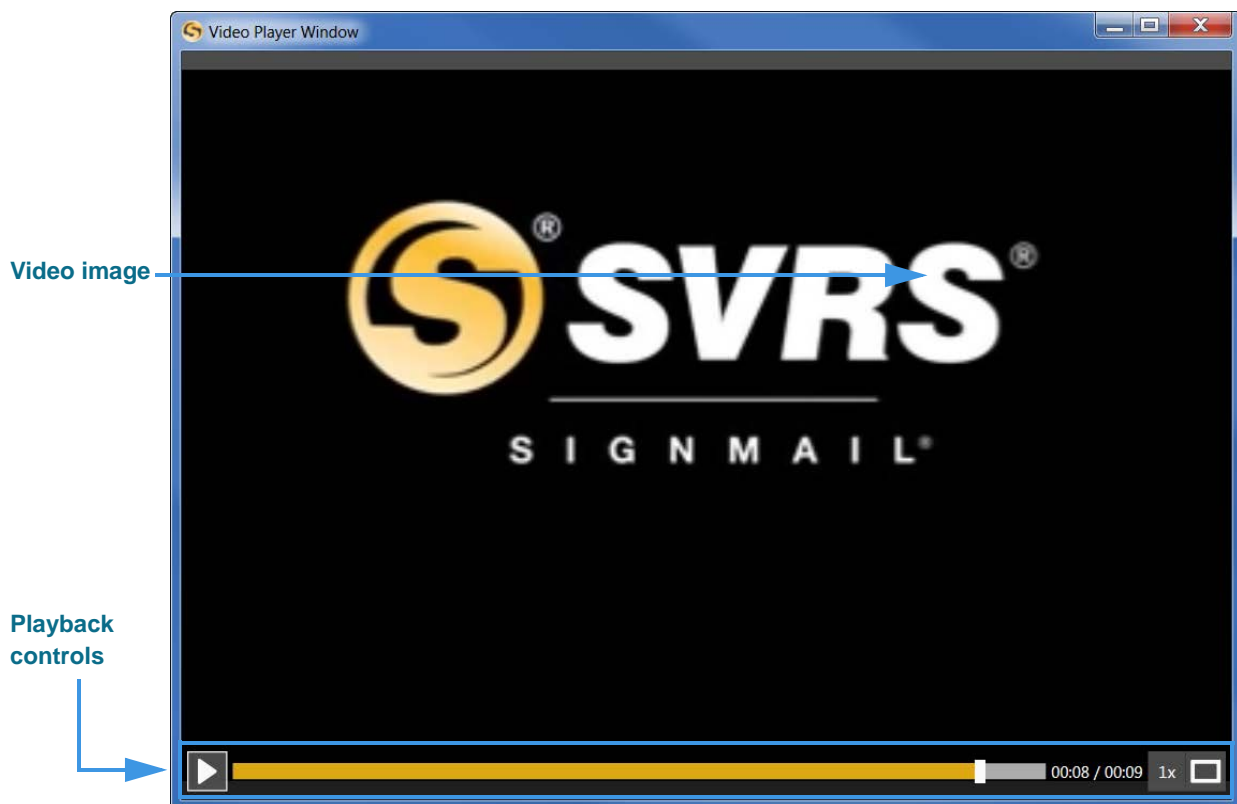 Video Player Window
Video image
S® SVRS®
SIGNMAIL®
Playback
controls
00:08 / 00:09 1x